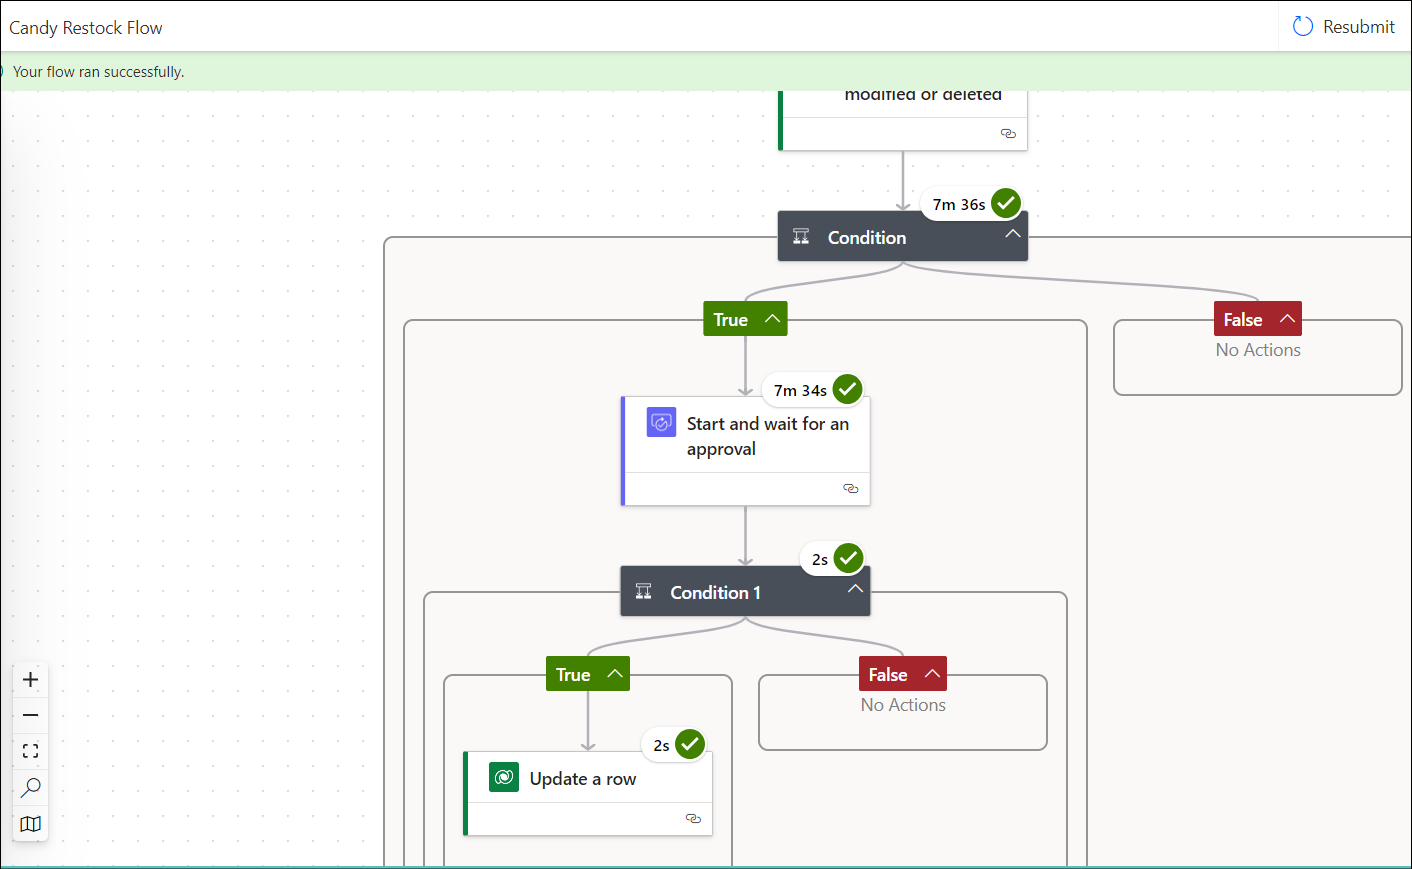 Candy Restock Flow
Resubmit
Your flow ran successfully.
modified or deleted
7m 36s
Condition
True
False
No Actions
7m 34s
Start and wait for an
approval
2s
Condition 1
True
False
No Actions
2s
Update a row